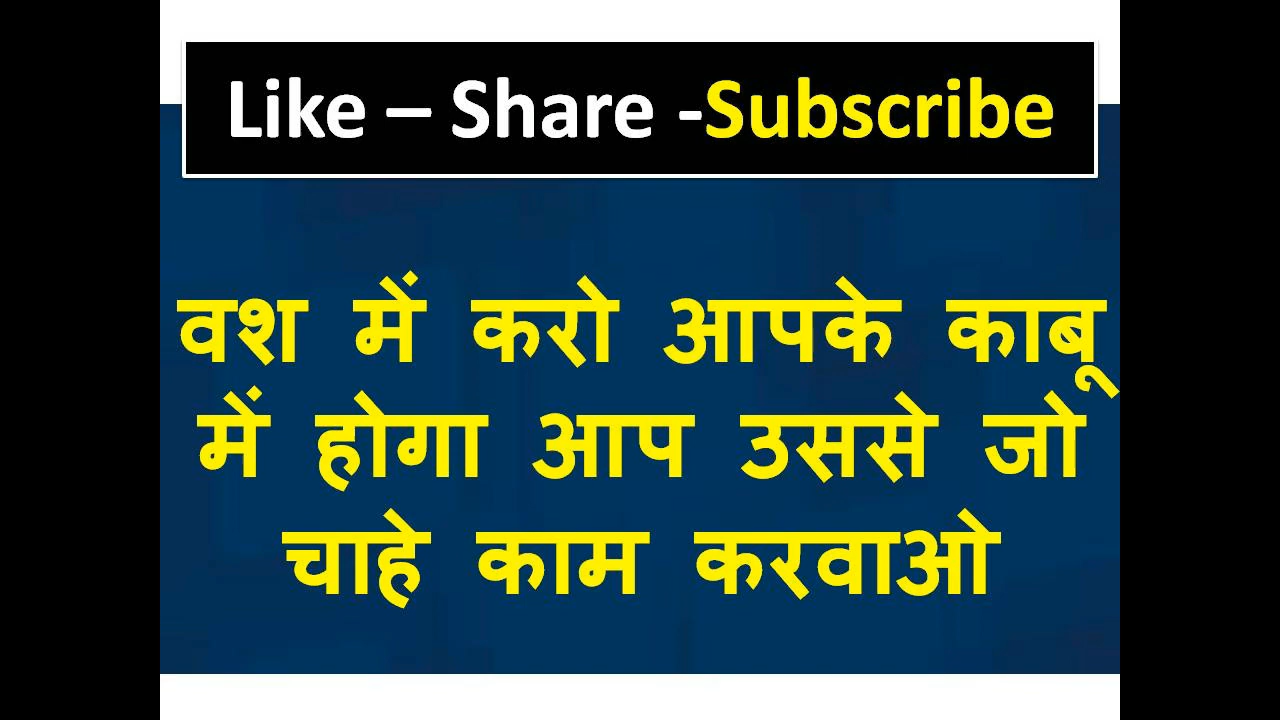 Like – Share -Subscribe
वश में करो आपके काबू
में होगा आप उससे जो
चाहे काम करवाओ